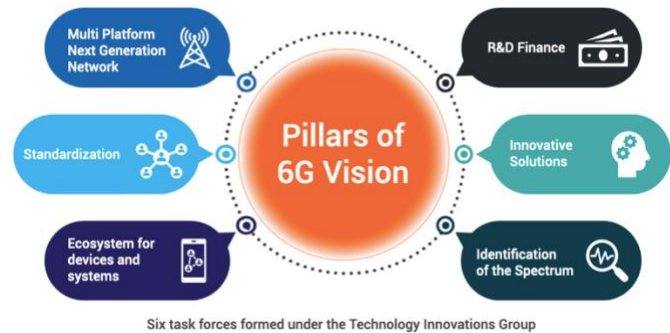 Multi Platform
Next Generation
Network
Standardization
Ecosystem for
devices and
systems
Pillars of
6G Vision
R&D Finance
Innovative
Solutions
Identification
of the Spectrum
Six task forces formed under the Technology Innovations Group